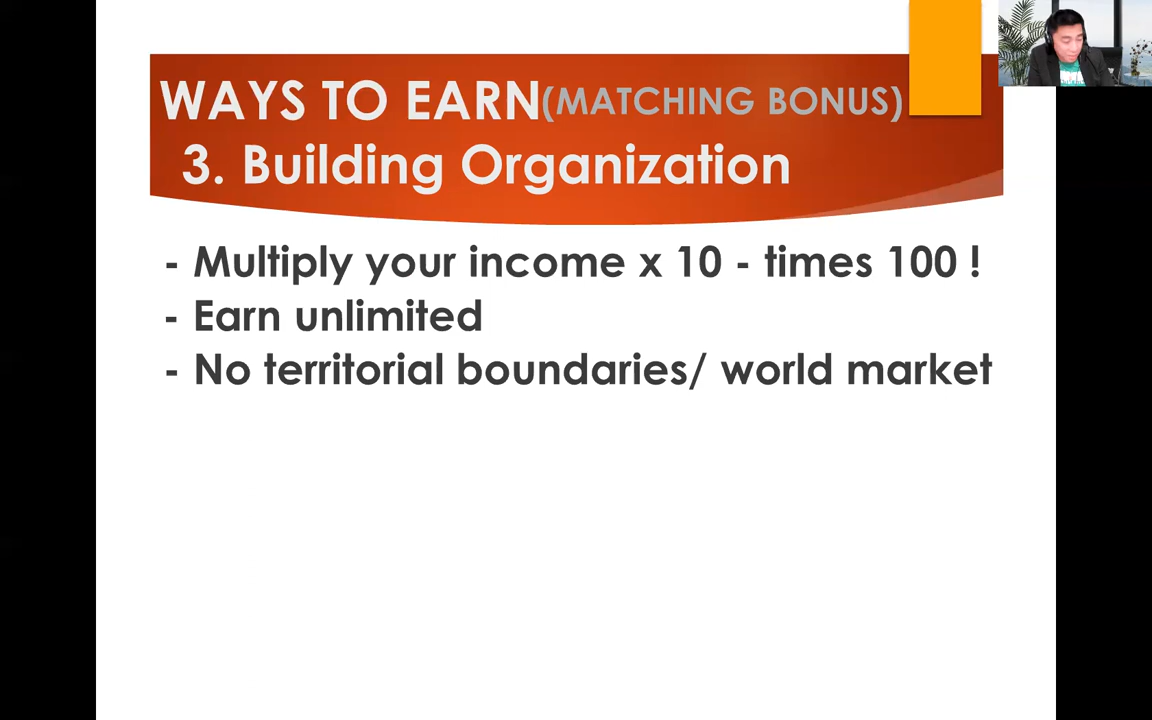 WAYS TO EARN(MATCHING BONUS)
3. Building Organization
- Multiply your income x 10 - times 100 !
- Earn unlimited
- No territorial boundaries/ world market